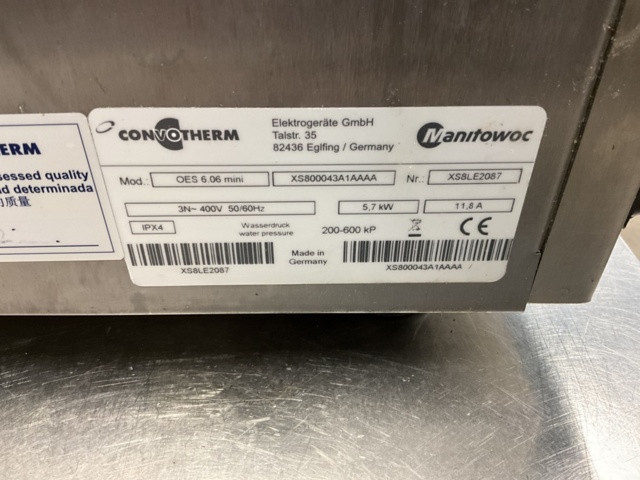 CONVOTHERM
Elektrogeräte GmbH
Talstr. 35
82436 Eglfing / Germany
Manitowoc
Mod.: OES 6.06 mini XS800043A1AAAA Nr.: XS8LE2087
3N~ 400V 50/60Hz 5,7 kW 11,8 A
IPX4 Wasserdruck
water pressure 200-600 kP CE
XS8LE2087 Made in
Germany XS800043A1AAAA
ERM
sessed quality
ad determinada
的质量